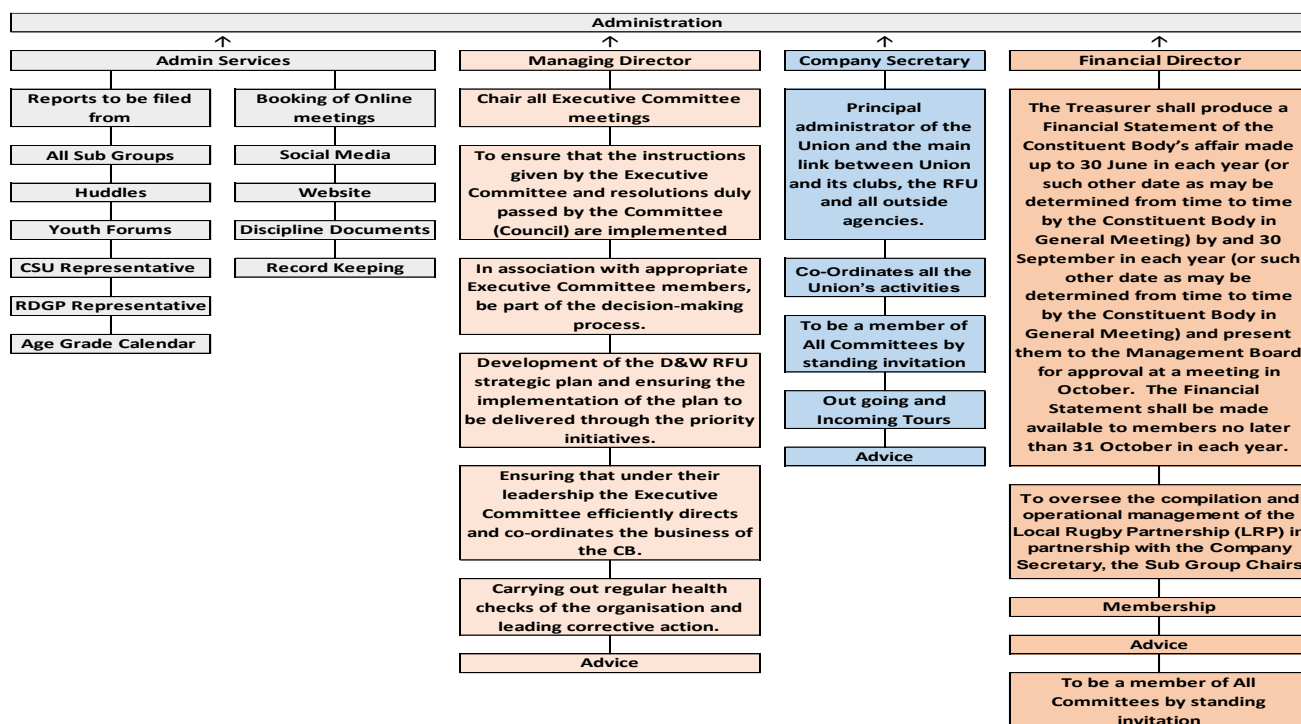 Administration
Admin Services
Reports to be filed
from
All Sub Groups
Huddles
Youth Forums
CSU Representative
RDGP Representative
Age Grade Calendar
Booking of Online
meetings
Social Media
Website
Discipline Documents
Record Keeping
Managing Director
Chair all Executive Committee
meetings
To ensure that the instructions
given by the Executive
Committee and resolutions duly
passed by the Committee
(Council) are implemented
In association with appropriate
Executive Committee members,
be part of the decision-making
process.
Development of the D&W RFU
strategic plan and ensuring the
implementation of the plan to
be delivered through the priority
initiatives.
Ensuring that under their
leadership the Executive
Committee efficiently directs
and co-ordinates the business of
the CB.
Carrying out regular health
checks of the organisation and
leading corrective action.
Advice
Company Secretary
Principal
administrator of the
Union and the main
link between Union
and its clubs, the RFU
and all outside
agencies.
Co-Ordinates all the
Union's activities
To be a member of
All Committees by
standing invitation
Out going and
Incoming Tours
Advice
Financial Director
The Treasurer shall produce a
Financial Statement of the
Constituent Body's affair made
up to 30 June in each year (or
such other date as may be
determined from time to time
by the Constituent Body in
General Meeting) by and 30
September in each year (or such
other date as may be
determined from time to time
by the Constituent Body in
General Meeting) and present
them to the Management Board
for approval at a meeting in
October. The Financial
Statement shall be made
available to members no later
than 31 October in each year.
To oversee the compilation and
operational management of the
Local Rugby Partnership (LRP) in
partnership with the Company
Secretary, the Sub Group Chairs
Membership
Advice
To be a member of All
Committees by standing
invitation